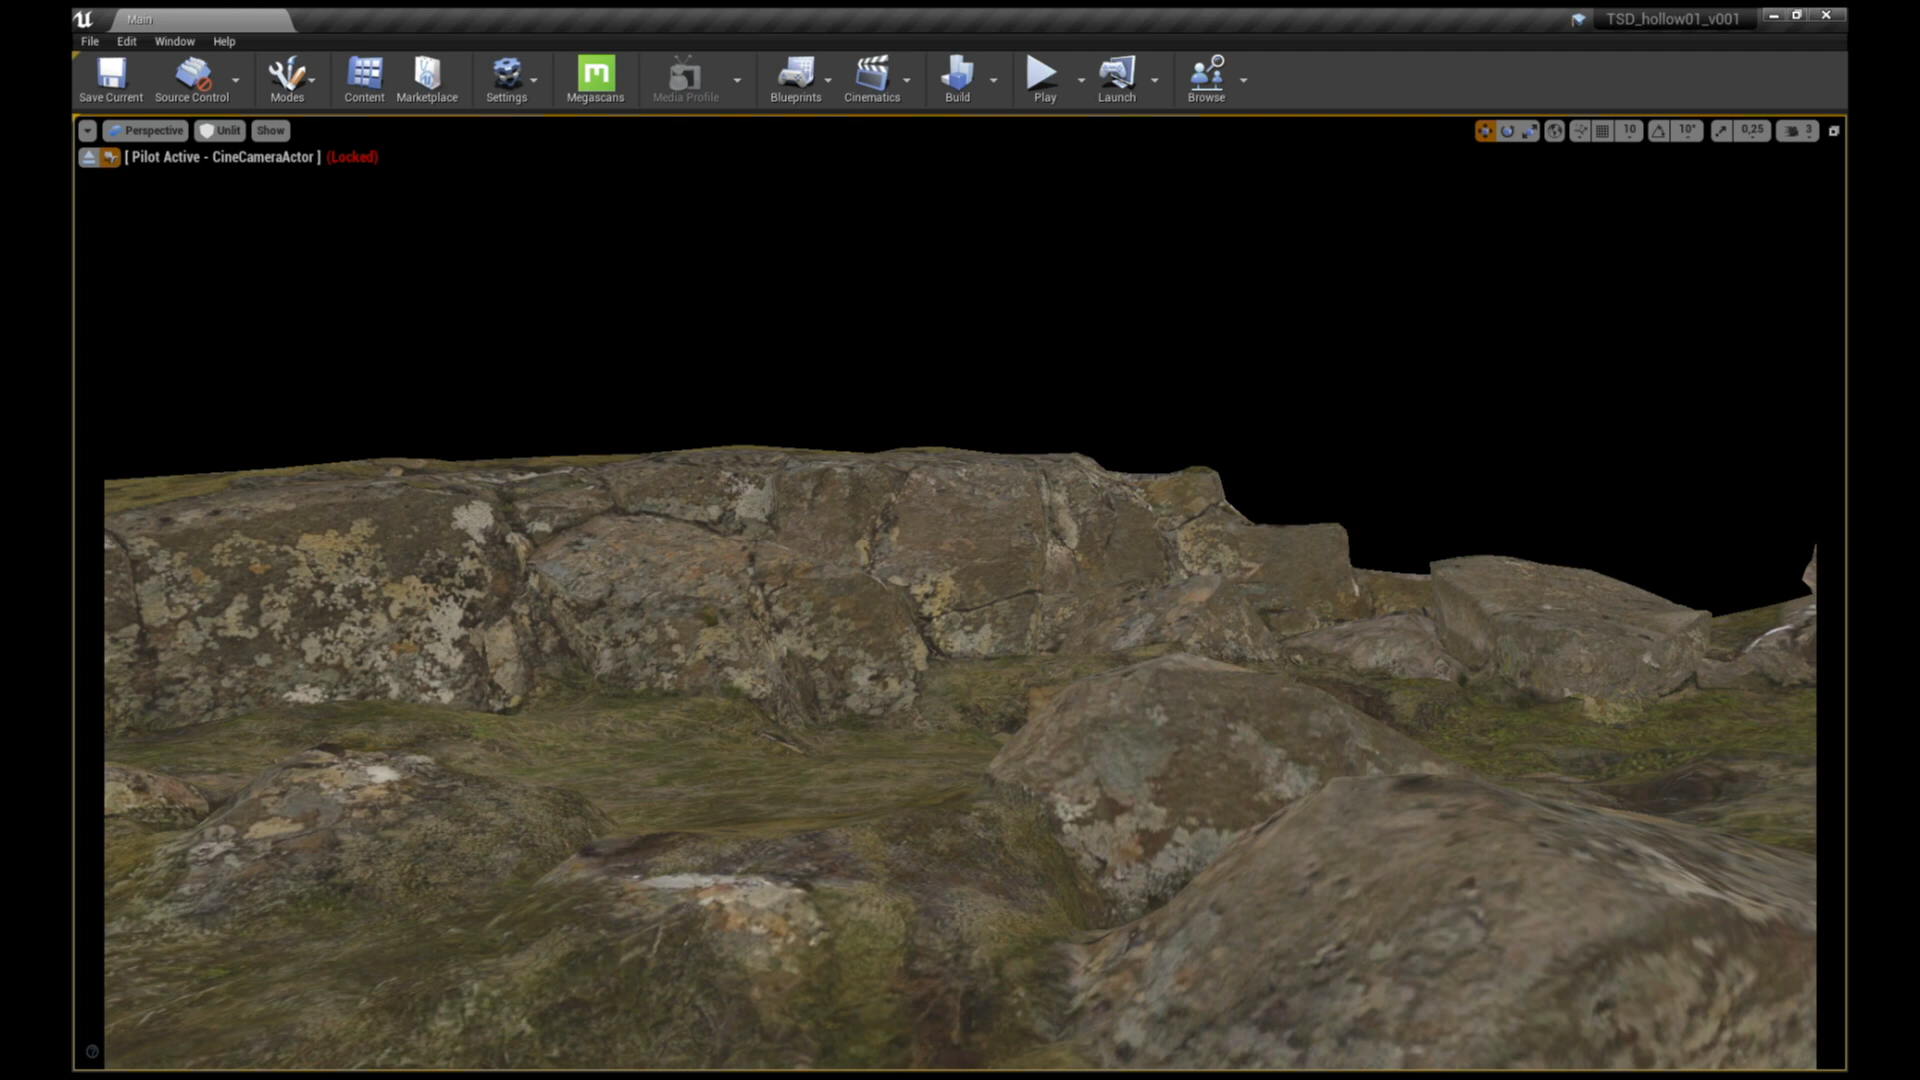 Main
TSD_hollow01_v001
File Edit Window Help
Save Current Source Control Modes Content Marketplace Settings Megascans Media Profile Blueprints Cinematics Build Play Launch Browse
Perspective Unlit Show 10 10° 0,25 3
[ Pilot Active - CineCameraActor ] (Locked)